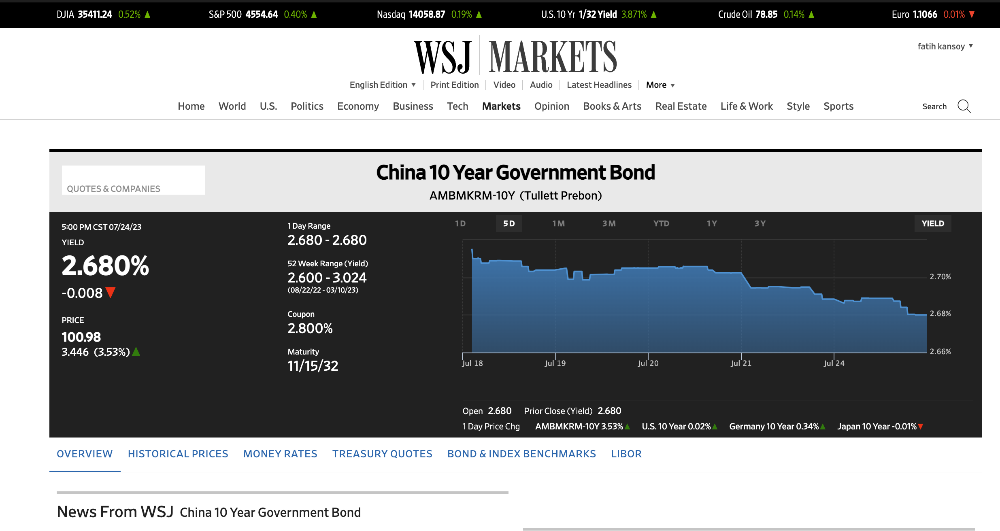 DJIA 35411.24 0.52% ▲ S&P 500 4554.64 0.40% ▲ Nasdaq 14058.87 0.19% ▲ U.S. 10 Yr 1/32 Yield 3.871% ▲ Crude Oil 78.85 0.14% ▲ Euro 1.1066 0.01% ▼
WSJ MARKETS
fatih kansoy ▼
English Edition ▼ Print Edition Video Audio Latest Headlines More ▼
Home World U.S. Politics Economy Business Tech Markets Opinion Books & Arts Real Estate Life & Work Style Sports Search
China 10 Year Government Bond
QUOTES & COMPANIES
AMBMKRM-10Y (Tullett Prebon)
5:00 PM CST 07/24/23
YIELD
2.680%
-0.008 ▼
PRICE
100.98
3.446 (3.53%) ▲
1 Day Range
2.680 - 2.680
52 Week Range (Yield)
2.600 - 3.024
(08/22/22 - 03/10/23)
Coupon
2.800%
Maturity
11/15/32
1D 5D 1M 3M YTD 1Y 3Y YIELD
2.70%
2.68%
2.66%
Jul 18 Jul 19 Jul 20 Jul 21 Jul 24
Open 2.680 Prior Close (Yield) 2.680
1 Day Price Chg AMBMKRM-10Y 3.53% ▲ U.S. 10 Year 0.02% ▲ Germany 10 Year 0.34% ▲ Japan 10 Year -0.01% ▼
OVERVIEW HISTORICAL PRICES MONEY RATES TREASURY QUOTES BOND & INDEX BENCHMARKS LIBOR
News From WSJ China 10 Year Government Bond